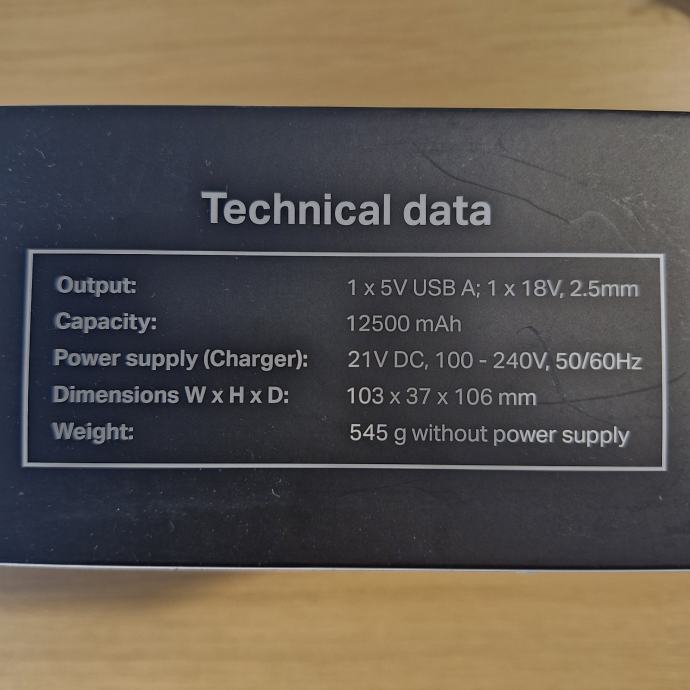 Technical data
Output: 1 x 5V USB A; 1 x 18V, 2.5mm
Capacity: 12500 mAh
Power supply (Charger): 21V DC, 100 - 240V, 50/60Hz
Dimensions W x H x D: 103 x 37 x 106 mm
Weight: 545 g without power supply